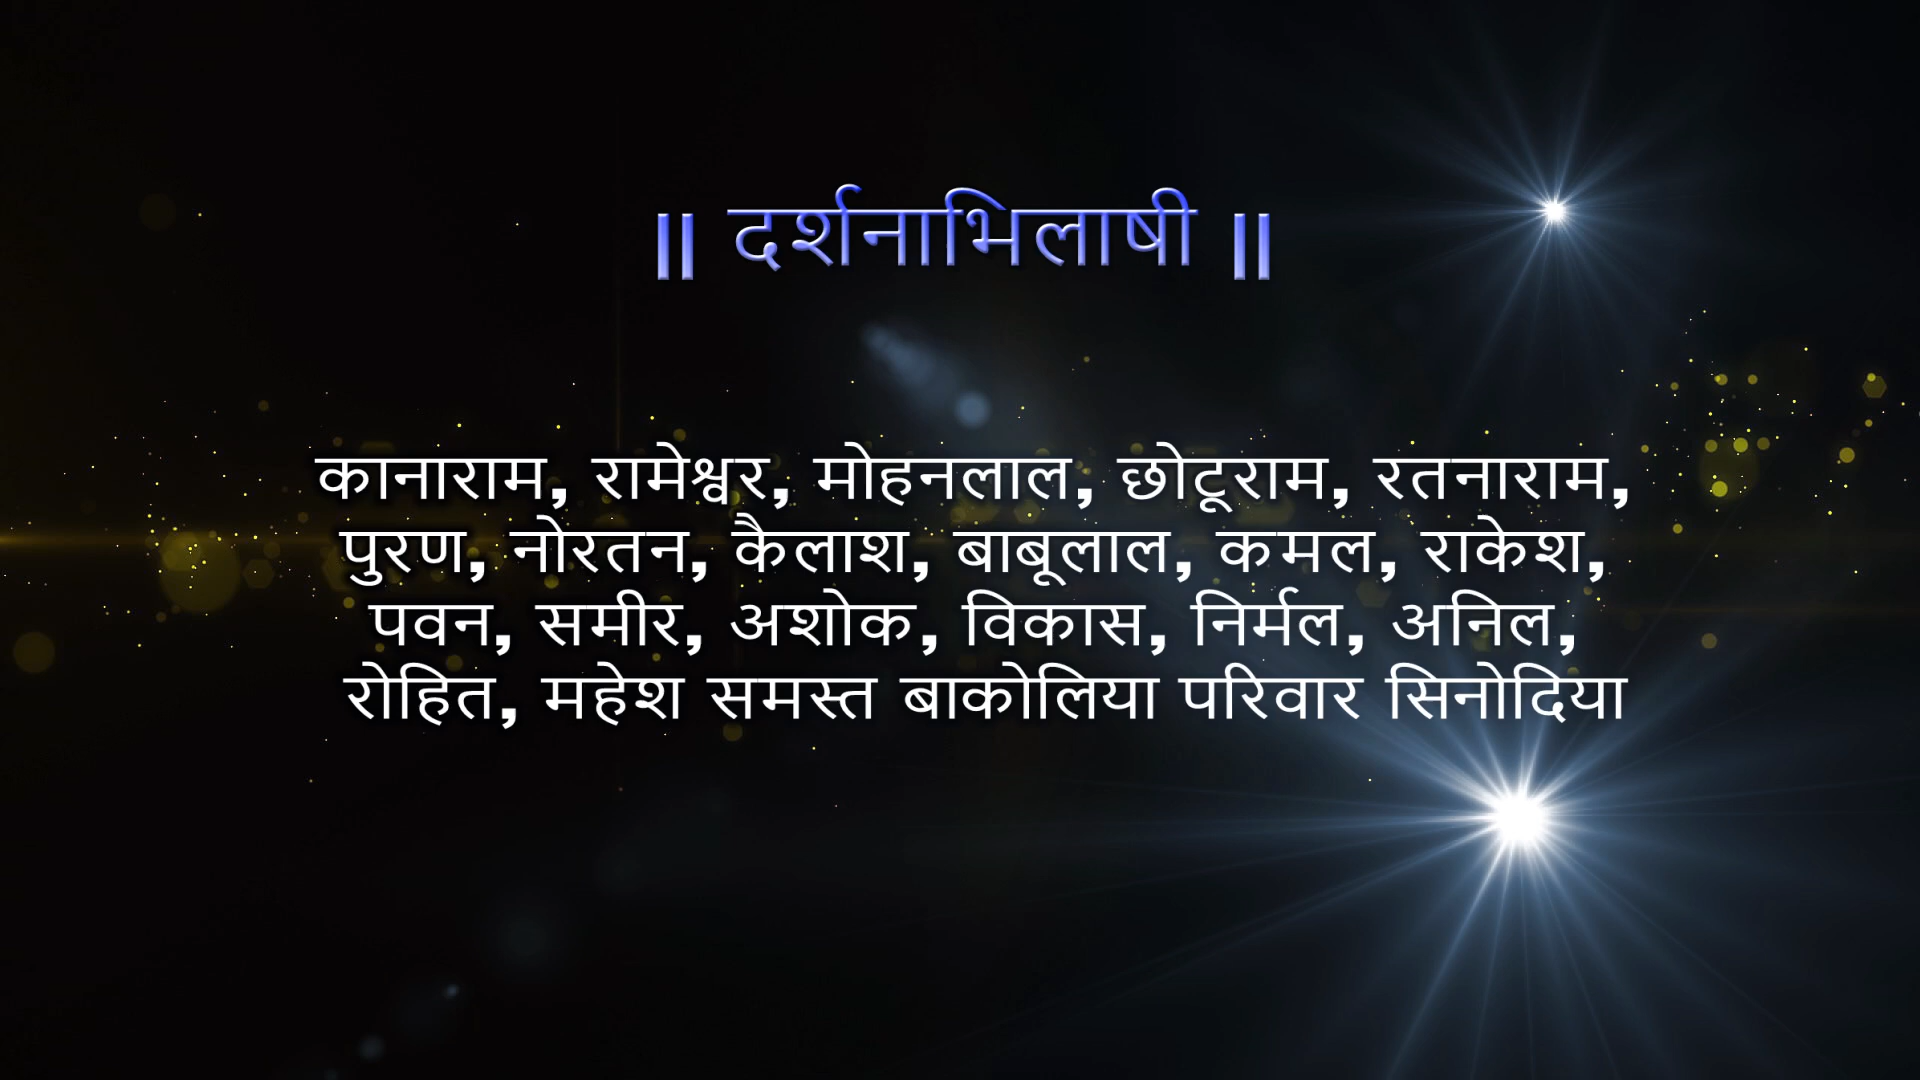 || दर्शनाभिलाषी ||
कानाराम, रामेश्वर, मोहनलाल, छोटूराम, रतनाराम,
पुरण, नोरतन, कैलाश, बाबूलाल, कमल, राकेश,
पवन, समीर, अशोक, विकास, निर्मल, अनिल,
रोहित, महेश समस्त बाकोलिया परिवार सिनोदिया